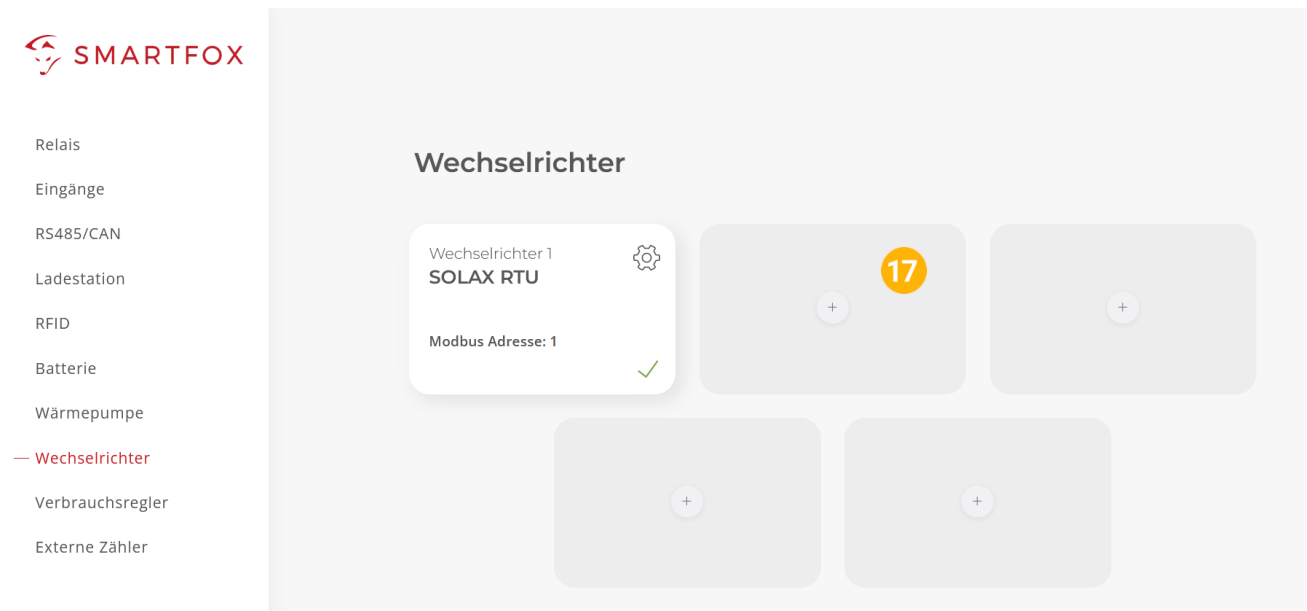 SMARTFOX
Relais
Eingänge
RS485/CAN
Ladestation
RFID
Batterie
Wärmepumpe
Wechselrichter
Verbrauchsregler
Externe Zähler
Wechselrichter
Wechselrichter 1
SOLAX RTU
Modbus Adresse: 1
17
+
+
+
+